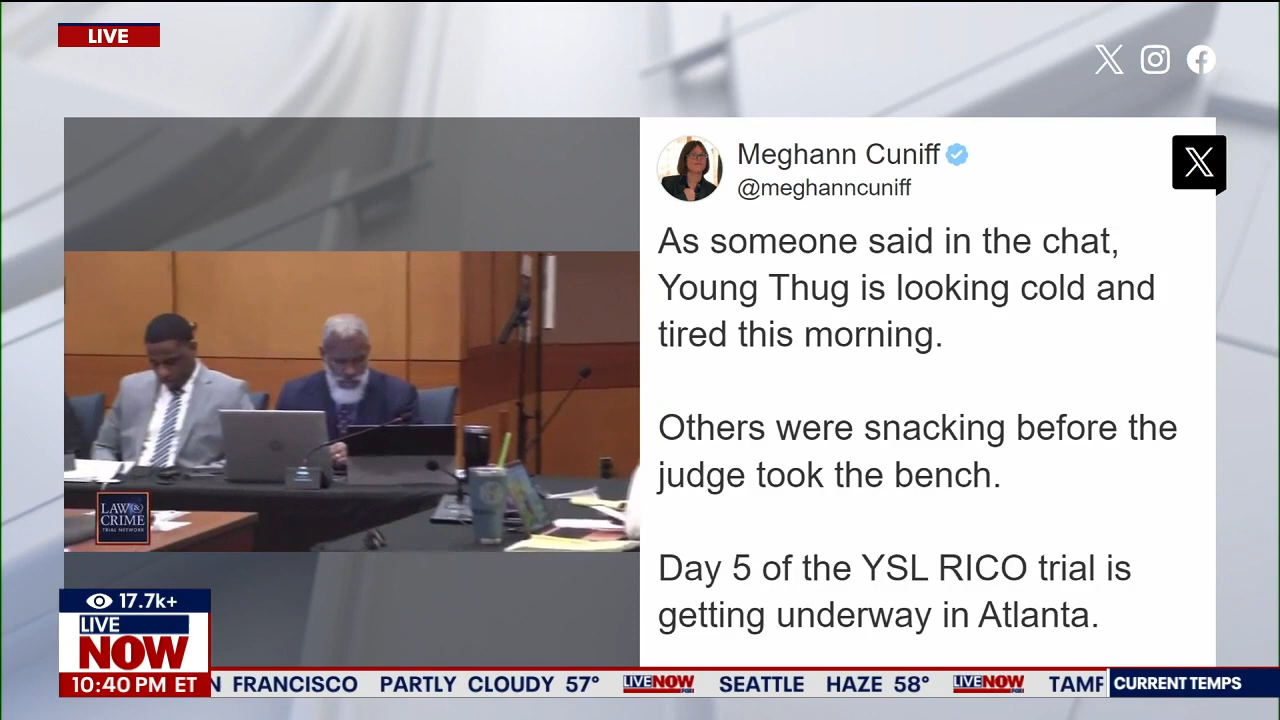 LIVE
Meghann Cuniff
@meghanncuniff
As someone said in the chat,
Young Thug is looking cold and
tired this morning.
Others were snacking before the
judge took the bench.
Day 5 of the YSL RICO trial is
getting underway in Atlanta.
LAW&
CRIME
TRIAL NETWORK
17.7k+
LIVE
NOW
10:40 PM ET
N FRANCISCO PARTLY CLOUDY 57° LIVENOW FOX SEATTLE HAZE 58° LIVENOW FOX TAMP CURRENT TEMPS